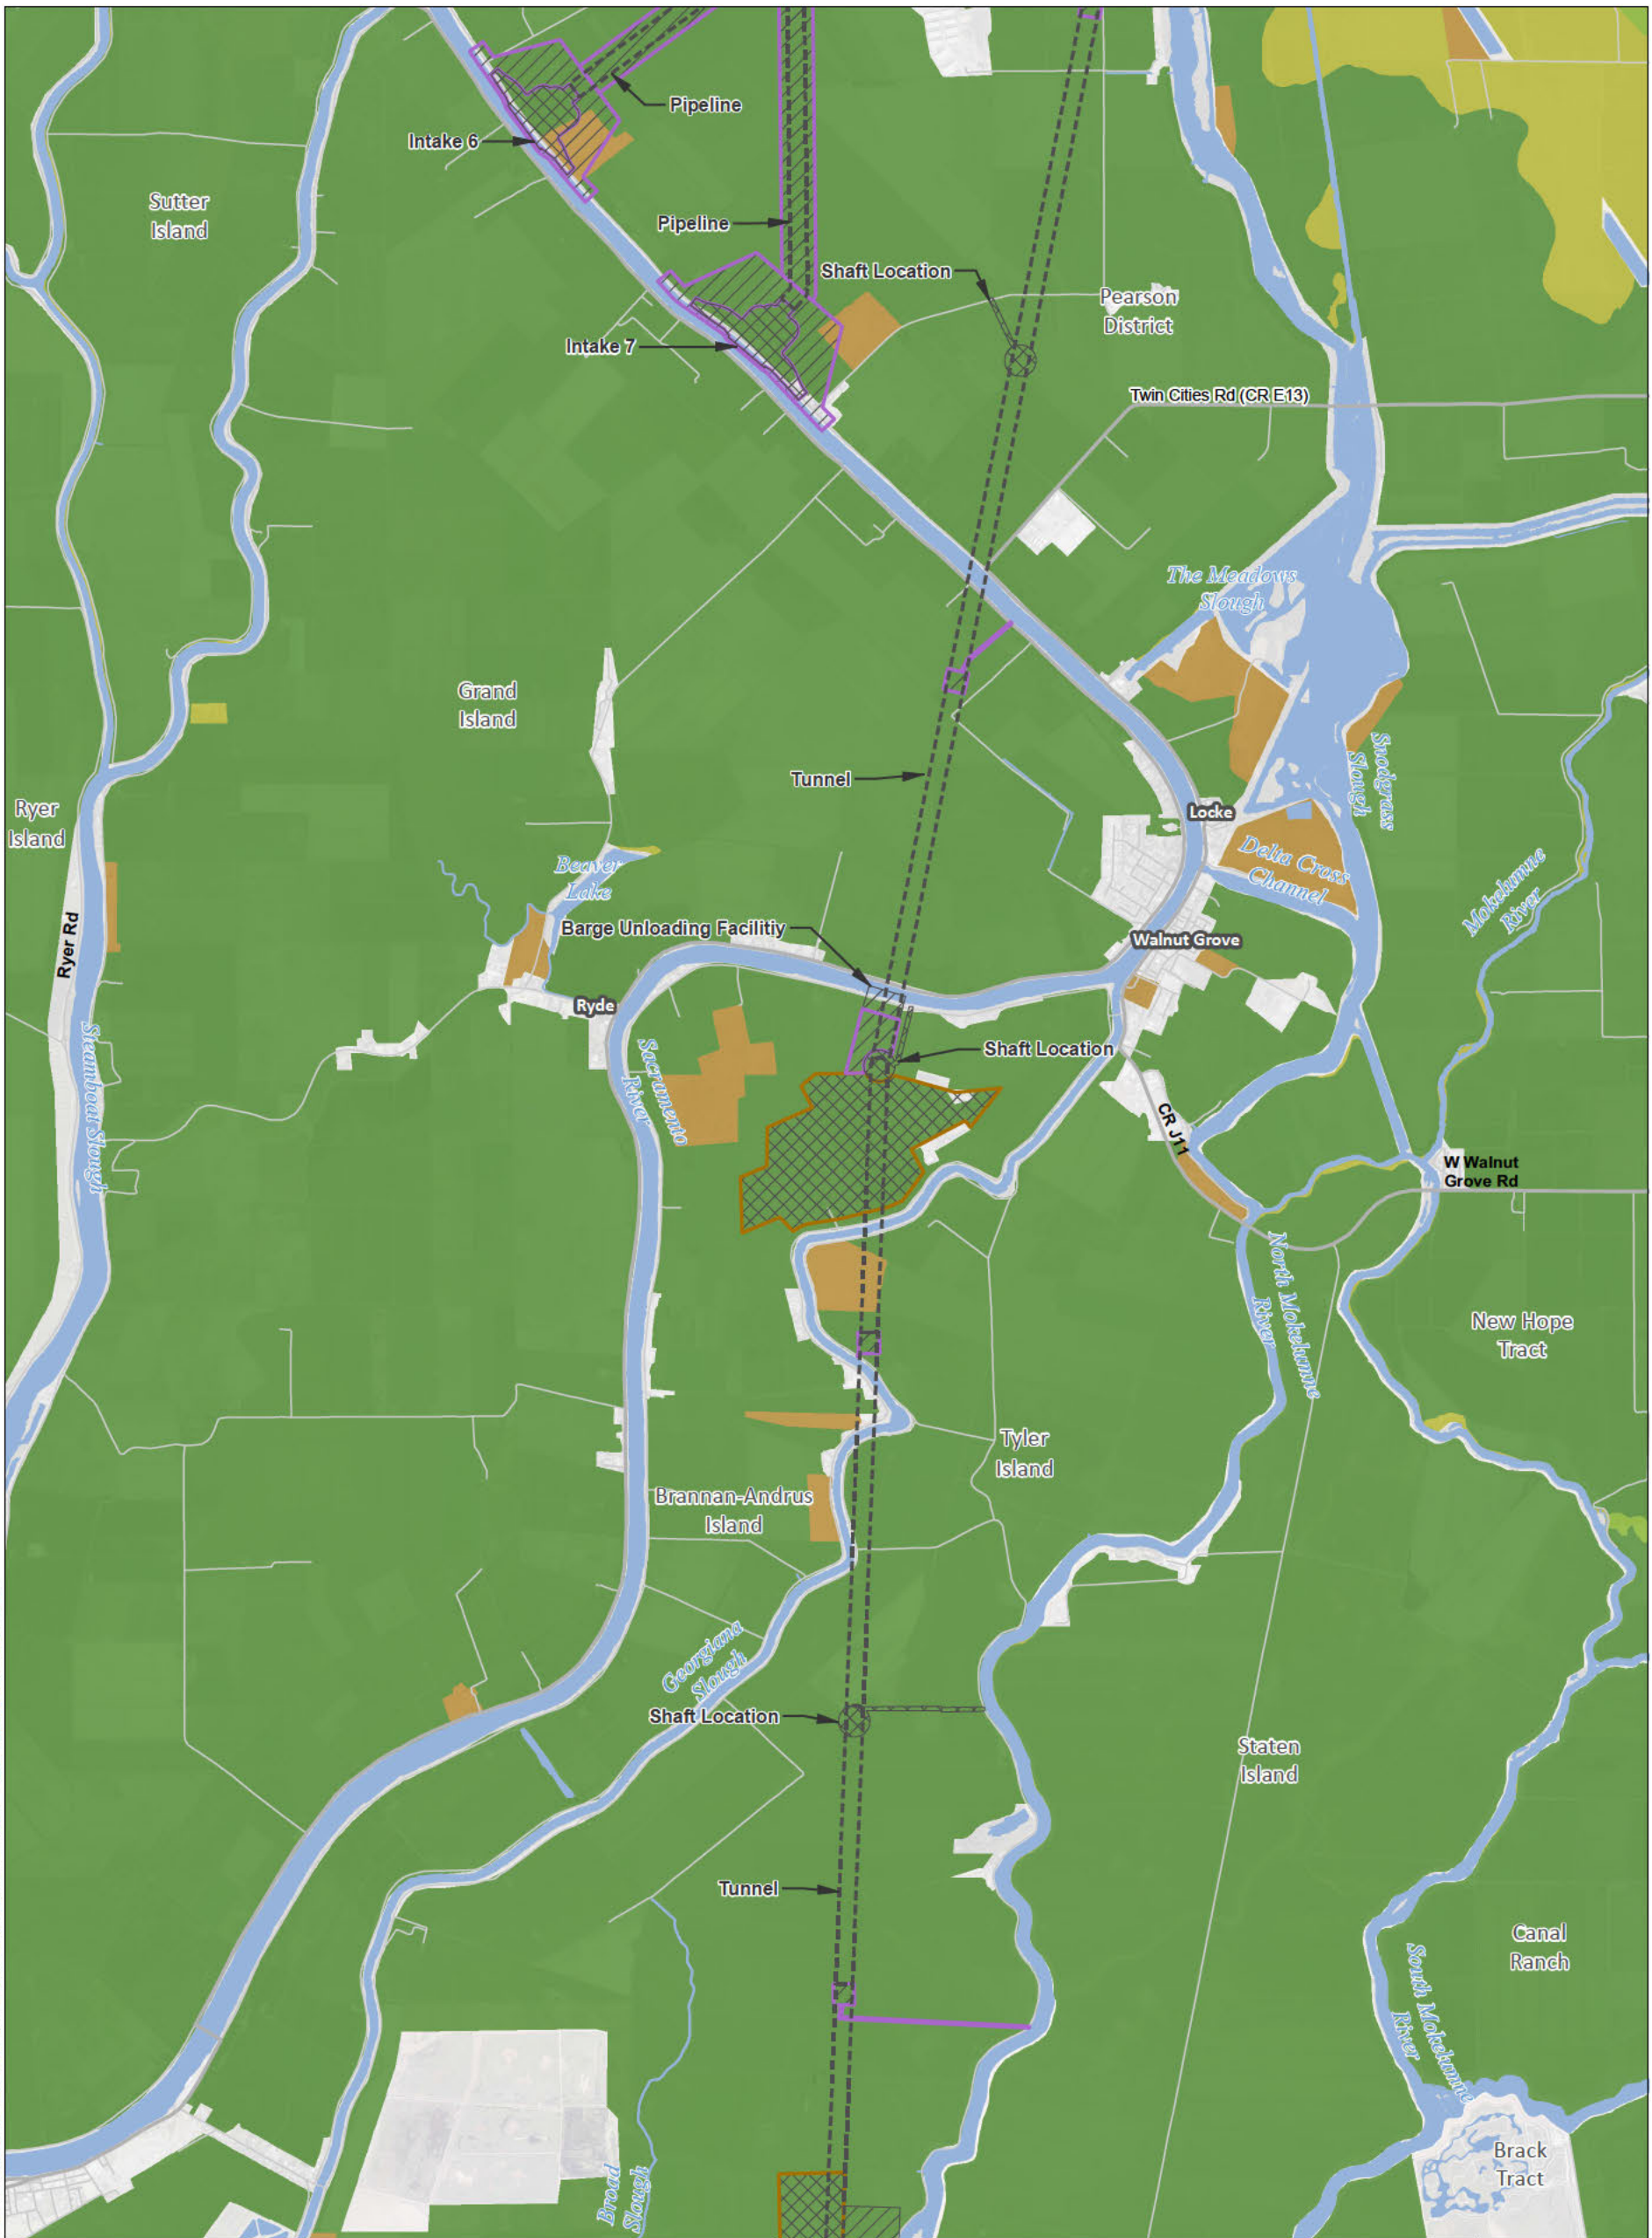 Pipeline
Intake 6
Sutter
Island
Pipeline
Shaft Location
Pearson
District
Intake 7
Twin Cities Rd (CR E13)
The Meadows
Slough
Grand
Island
Snodgrass
Slough
Tunnel
Ryer
Island
Locke
Delta Cross
Channel
Beaver
Lake
Mokelumne
River
Ryer Rd
Barge Unloading Facilitiy
Walnut Grove
Ryde
Steamboat Slough
Sacramento
River
Shaft Location
CR J11
W Walnut
Grove Rd
North Mokelumne
River
New Hope
Tract
Tyler
Island
Brannan-Andrus
Island
Georgiana
Slough
Shaft Location
Staten
Island
Tunnel
Canal
Ranch
South Mokelumne
River
Brack
Tract
Broad
Slough